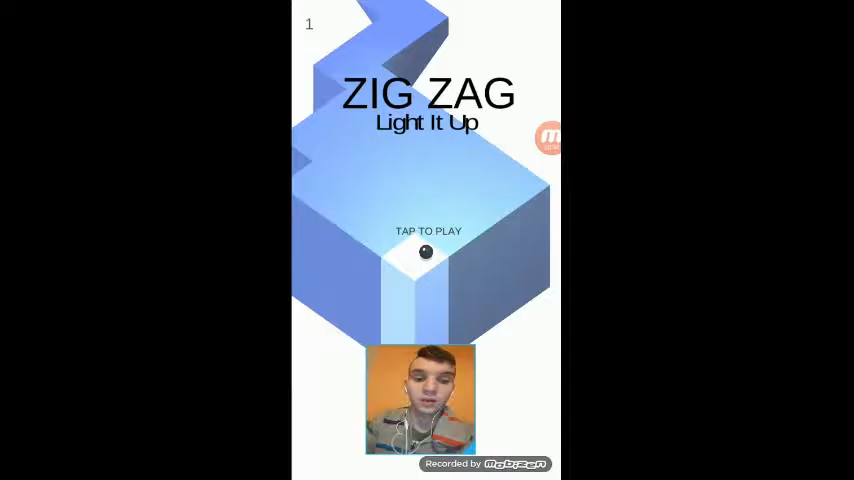 1
ZIG ZAG
Light It Up
TAP TO PLAY
Recorded by mobizen